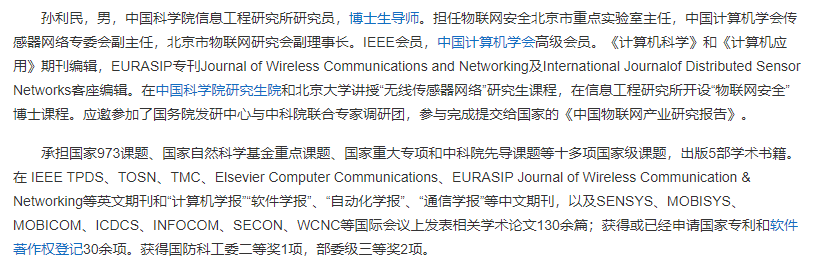 孙利民，男，中国科学院信息工程研究所研究员，博士生导师。担任物联网安全北京市重点实验室主任，中国计算机学会传
感器网络专委会副主任，北京市物联网研究会副理事长。IEEE会员，中国计算机学会高级会员。《计算机科学》和《计算机应
用》期刊编辑，EURASIP专刊Journal of Wireless Communications and Networking及International Journalof Distributed Sensor
Networks客座编辑。在中国科学院研究生院和北京大学讲授“无线传感器网络”研究生课程，在信息工程研究所开设“物联网安全”
博士课程。应邀参加了国务院发研中心与中科院联合专家调研团，参与完成提交给国家的《中国物联网产业研究报告》。
承担国家973课题、国家自然科学基金重点课题、国家重大专项和中科院先导课题等十多项国家级课题，出版5部学术书籍。
在 IEEE TPDS、TOSN、TMC、Elsevier Computer Communications、EURASIP Journal of Wireless Communication &
Networking等英文期刊和“计算机学报”“软件学报”、“自动化学报”、“通信学报”等中文期刊，以及SENSYS、MOBISYS、
MOBICOM、ICDCS、INFOCOM、SECON、WCNC等国际会议上发表相关学术论文130余篇；获得或已经申请国家专利和软件
著作权登记30余项。获得国防科工委二等奖1项，部委级三等奖2项。